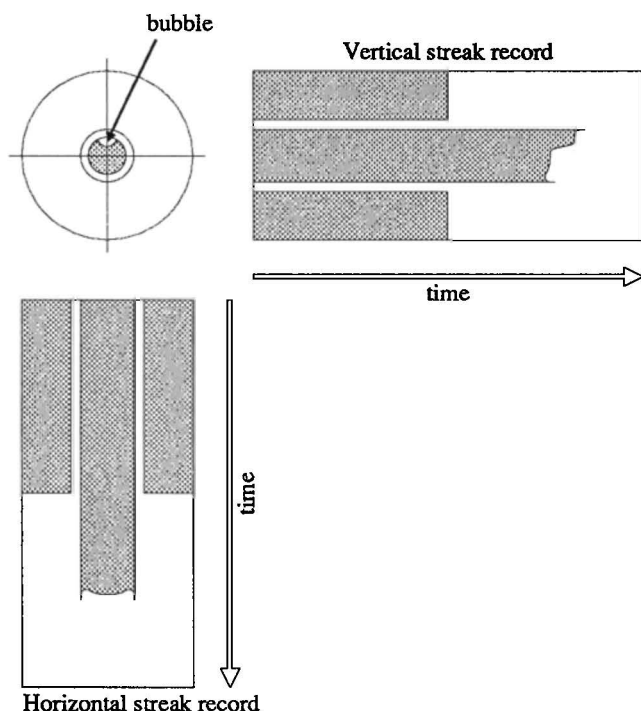 bubble
Vertical streak record
time
time
Horizontal streak record